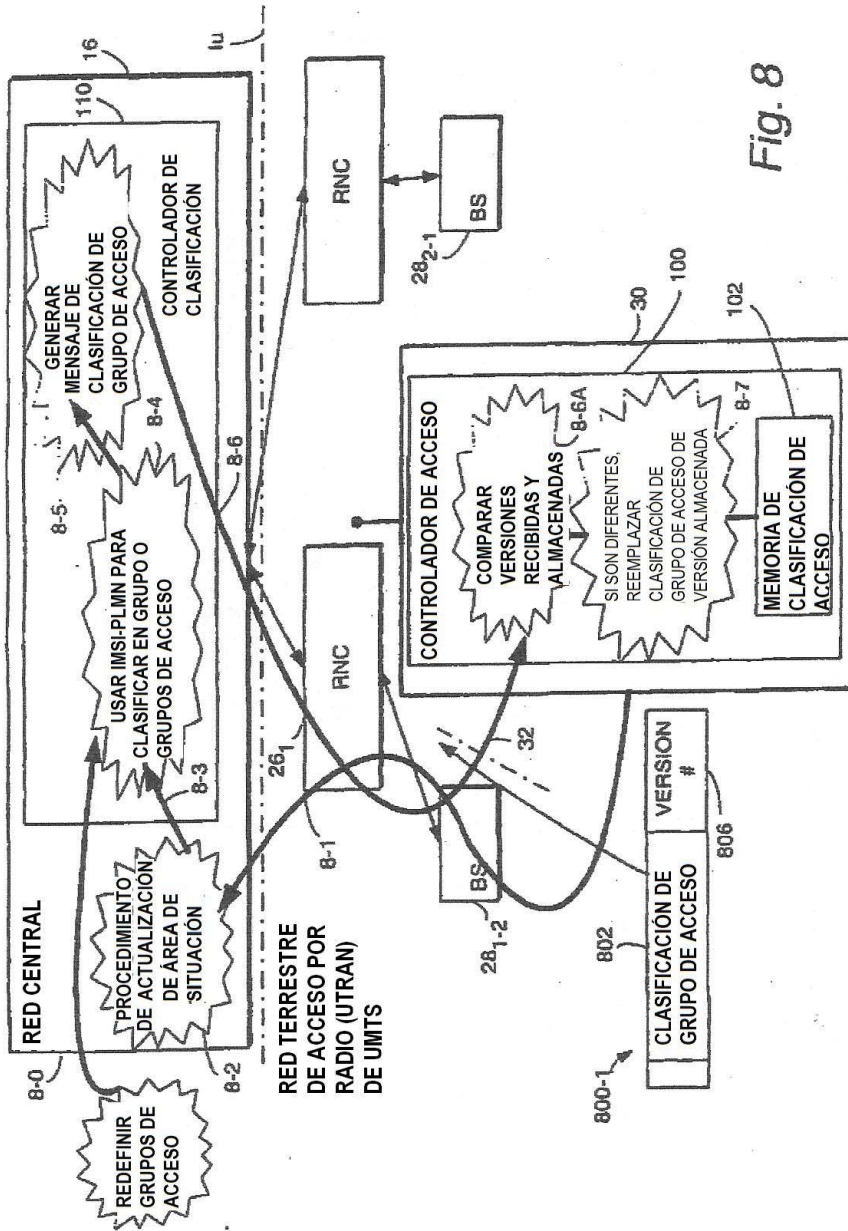 REDEFINIR
GRUPOS DE
ACCESO
8-0
RED CENTRAL
PROCEDIMIENTO
DE ACTUALIZACIÓN
DE ÁREA DE
SITUACIÓN
8-2
8-3
USAR IMSI-PLMN PARA
CLASIFICAR EN GRUPO O
GRUPOS DE ACCESO
8-4
8-5
GENERAR
MENSAJE DE
CLASIFICACIÓN DE
GRUPO DE ACCESO
CONTROLADOR DE
CLASIFICACIÓN
110
16
8-6
Iu
RED TERRESTRE
DE ACCESO POR
RADIO (UTRAN)
DE UMTS
8-1
26₁
RNC
RNC
BS
28₁₋₂
BS
28₂₋₁
32
CONTROLADOR DE ACCESO
COMPARAR
VERSIONES
RECIBIDAS Y
ALMACENADAS
8-6A
SI SON DIFERENTES,
REEMPLAZAR
CLASIFICACIÓN DE
GRUPO DE ACCESO DE
VERSIÓN ALMACENADA
8-7
MEMORIA DE
CLASIFICACIÓN DE
ACCESO
30
100
102
800-1
802
CLASIFICACIÓN DE
GRUPO DE ACCESO
VERSION
#
806
Fig. 8